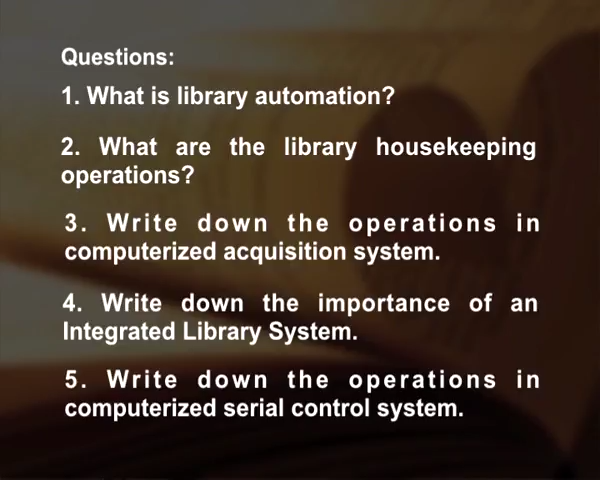 Questions:
1. What is library automation?
2. What are the library housekeeping
operations?
3. Write down the operations in
computerized acquisition system.
4. Write down the importance of an
Integrated Library System.
5. Write down the operations in
computerized serial control system.